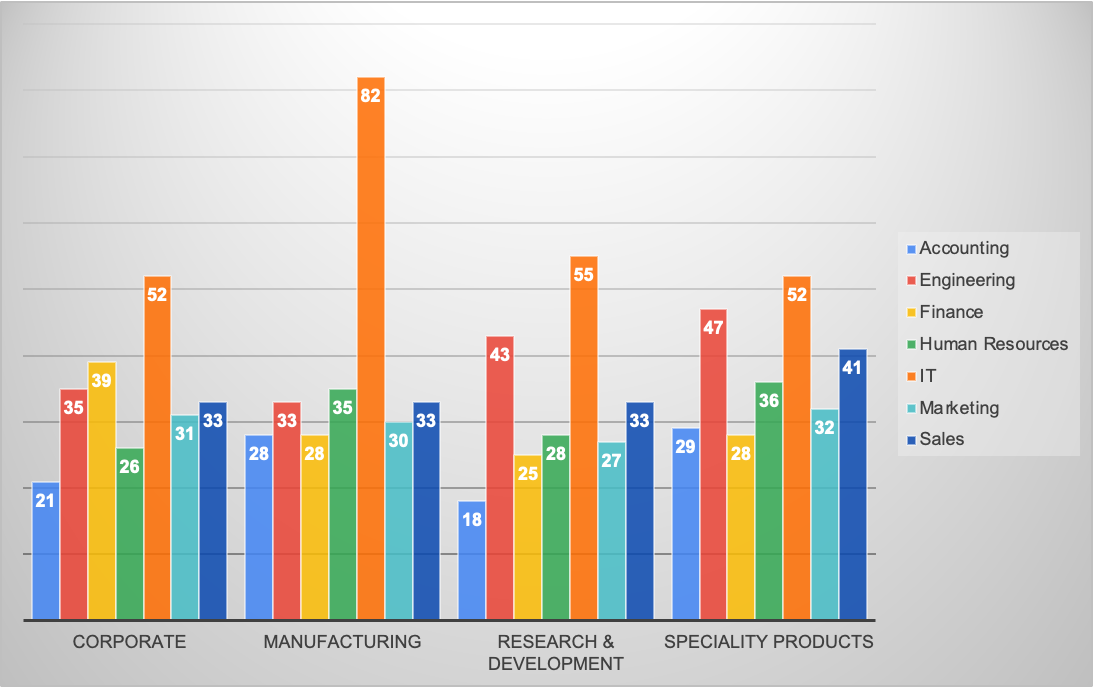 82
52
39
35
26
31
33
21
28
33
28
35
30
33
55
43
18
25
28
27
33
52
47
29
28
36
32
41
Accounting
Engineering
Finance
Human Resources
IT
Marketing
Sales
CORPORATE
MANUFACTURING
RESEARCH &
DEVELOPMENT
SPECIALITY PRODUCTS